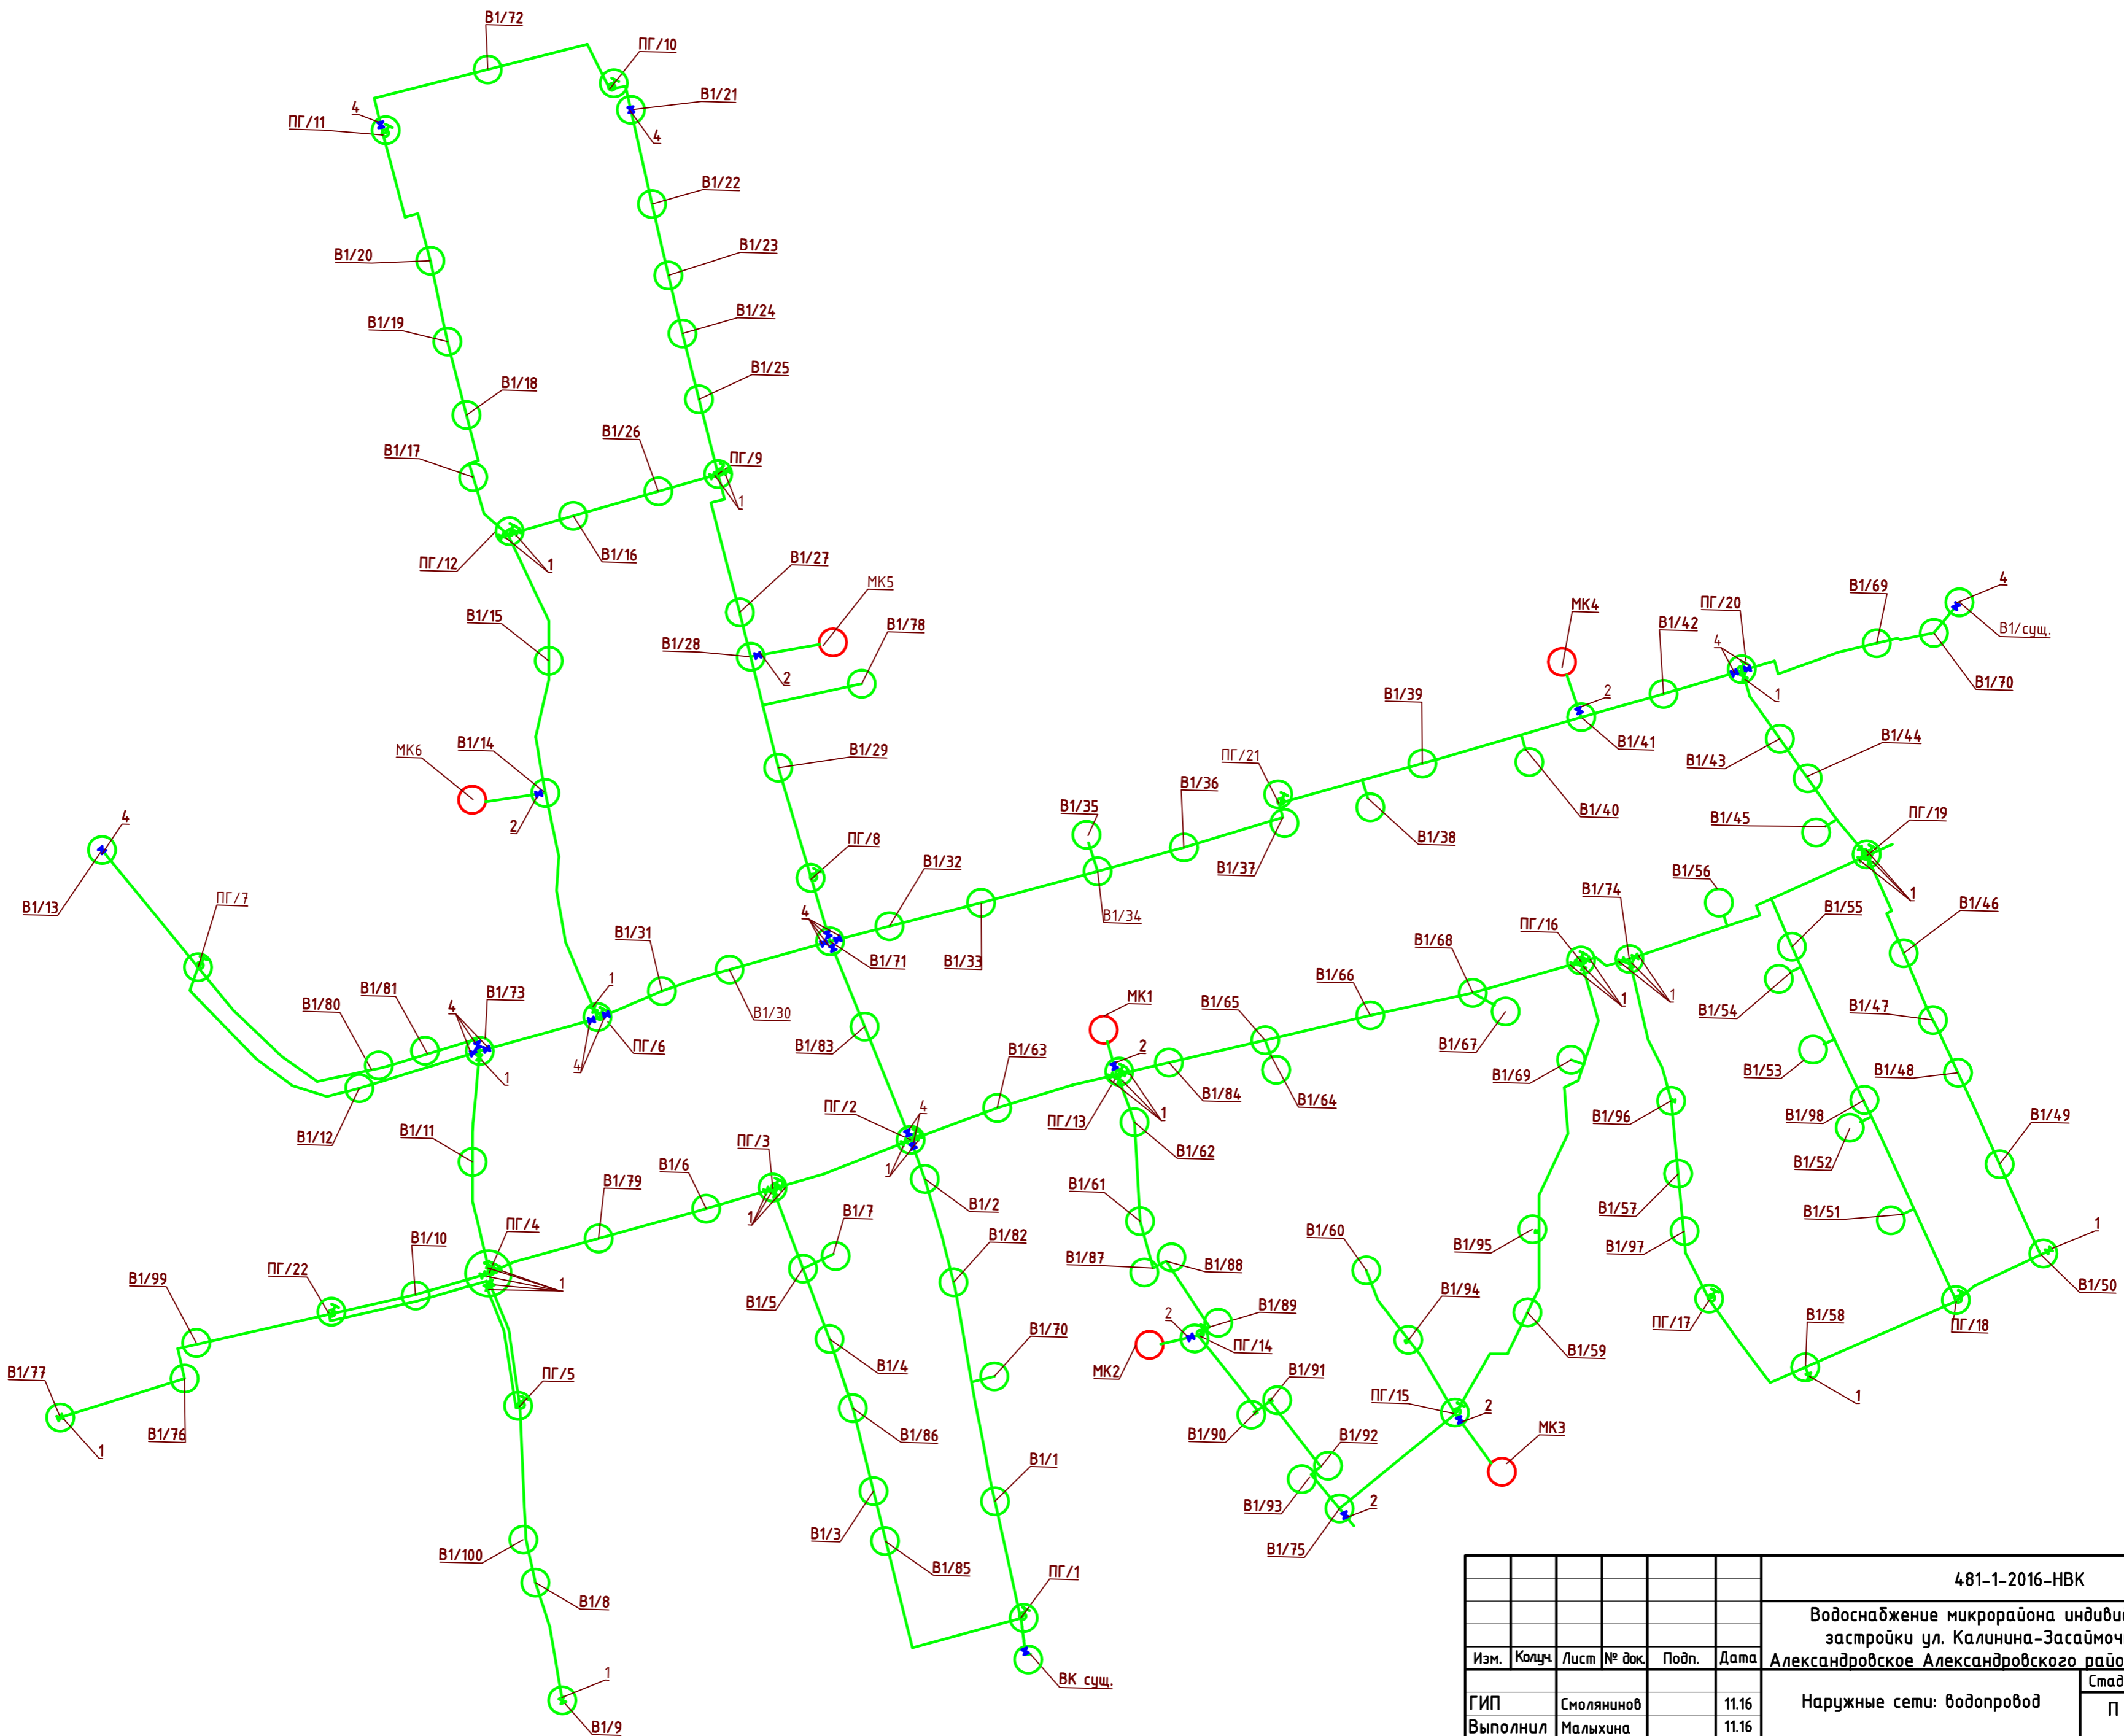 В1/72
ПГ/10
В1/21
4
4
ПГ/11
В1/22
В1/23
В1/20
В1/24
В1/19
В1/25
В1/18
В1/26
В1/17
ПГ/9
1
В1/16
ПГ/12
1
В1/27
МК5
В1/78
В1/28
2
В1/15
МК6
В1/14
2
В1/29
4
МК4
В1/42
ПГ/20
4
1
В1/69
В1/сущ.
В1/70
2
В1/39
В1/41
В1/43
В1/44
ПГ/21
В1/36
В1/35
В1/40
В1/38
В1/37
В1/45
ПГ/19
1
4
В1/13
ПГ/7
ПГ/8
В1/32
4
В1/71
В1/33
В1/34
В1/31
В1/30
1
В1/56
В1/74
В1/55
В1/46
ПГ/16
1
1
В1/54
В1/68
В1/66
В1/67
В1/65
МК1
2
В1/47
В1/53
В1/48
В1/80
В1/81
4
В1/73
1
ПГ/6
4
В1/12
В1/83
В1/63
В1/84
В1/64
В1/69
В1/96
В1/98
В1/49
ПГ/2
4
ПГ/13
1
В1/62
В1/52
В1/11
ПГ/3
В1/6
В1/79
1
1
В1/2
В1/61
В1/57
В1/51
1
В1/7
В1/82
В1/60
В1/95
В1/97
В1/50
ПГ/4
В1/10
ПГ/22
1
В1/99
В1/5
В1/87
В1/88
В1/94
В1/89
2
ПГ/14
В1/59
ПГ/17
В1/58
ПГ/18
В1/77
1
В1/76
ПГ/5
В1/4
В1/70
МК2
В1/91
ПГ/15
2
1
В1/86
В1/90
В1/92
МК3
В1/1
В1/93
2
В1/3
В1/75
В1/100
В1/85
В1/8
ПГ/1
ВК сущ.
1
В1/9
481-1-2016-НВК
Водоснабжение микрорайона индиви
застройки ул. Калинина-Засаймоч
Изм. Колуч Лист № док. Подп. Дата
Александровское Александровского райо
Стад
ГИП Смолянинов 11.16
Наружные сети: водопровод
П
Выполнил Малыхина 11.16